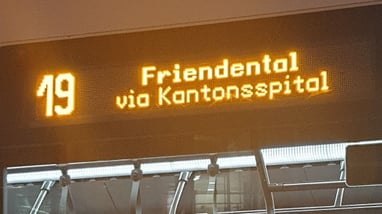 19 Friendental
via Kantonsspital